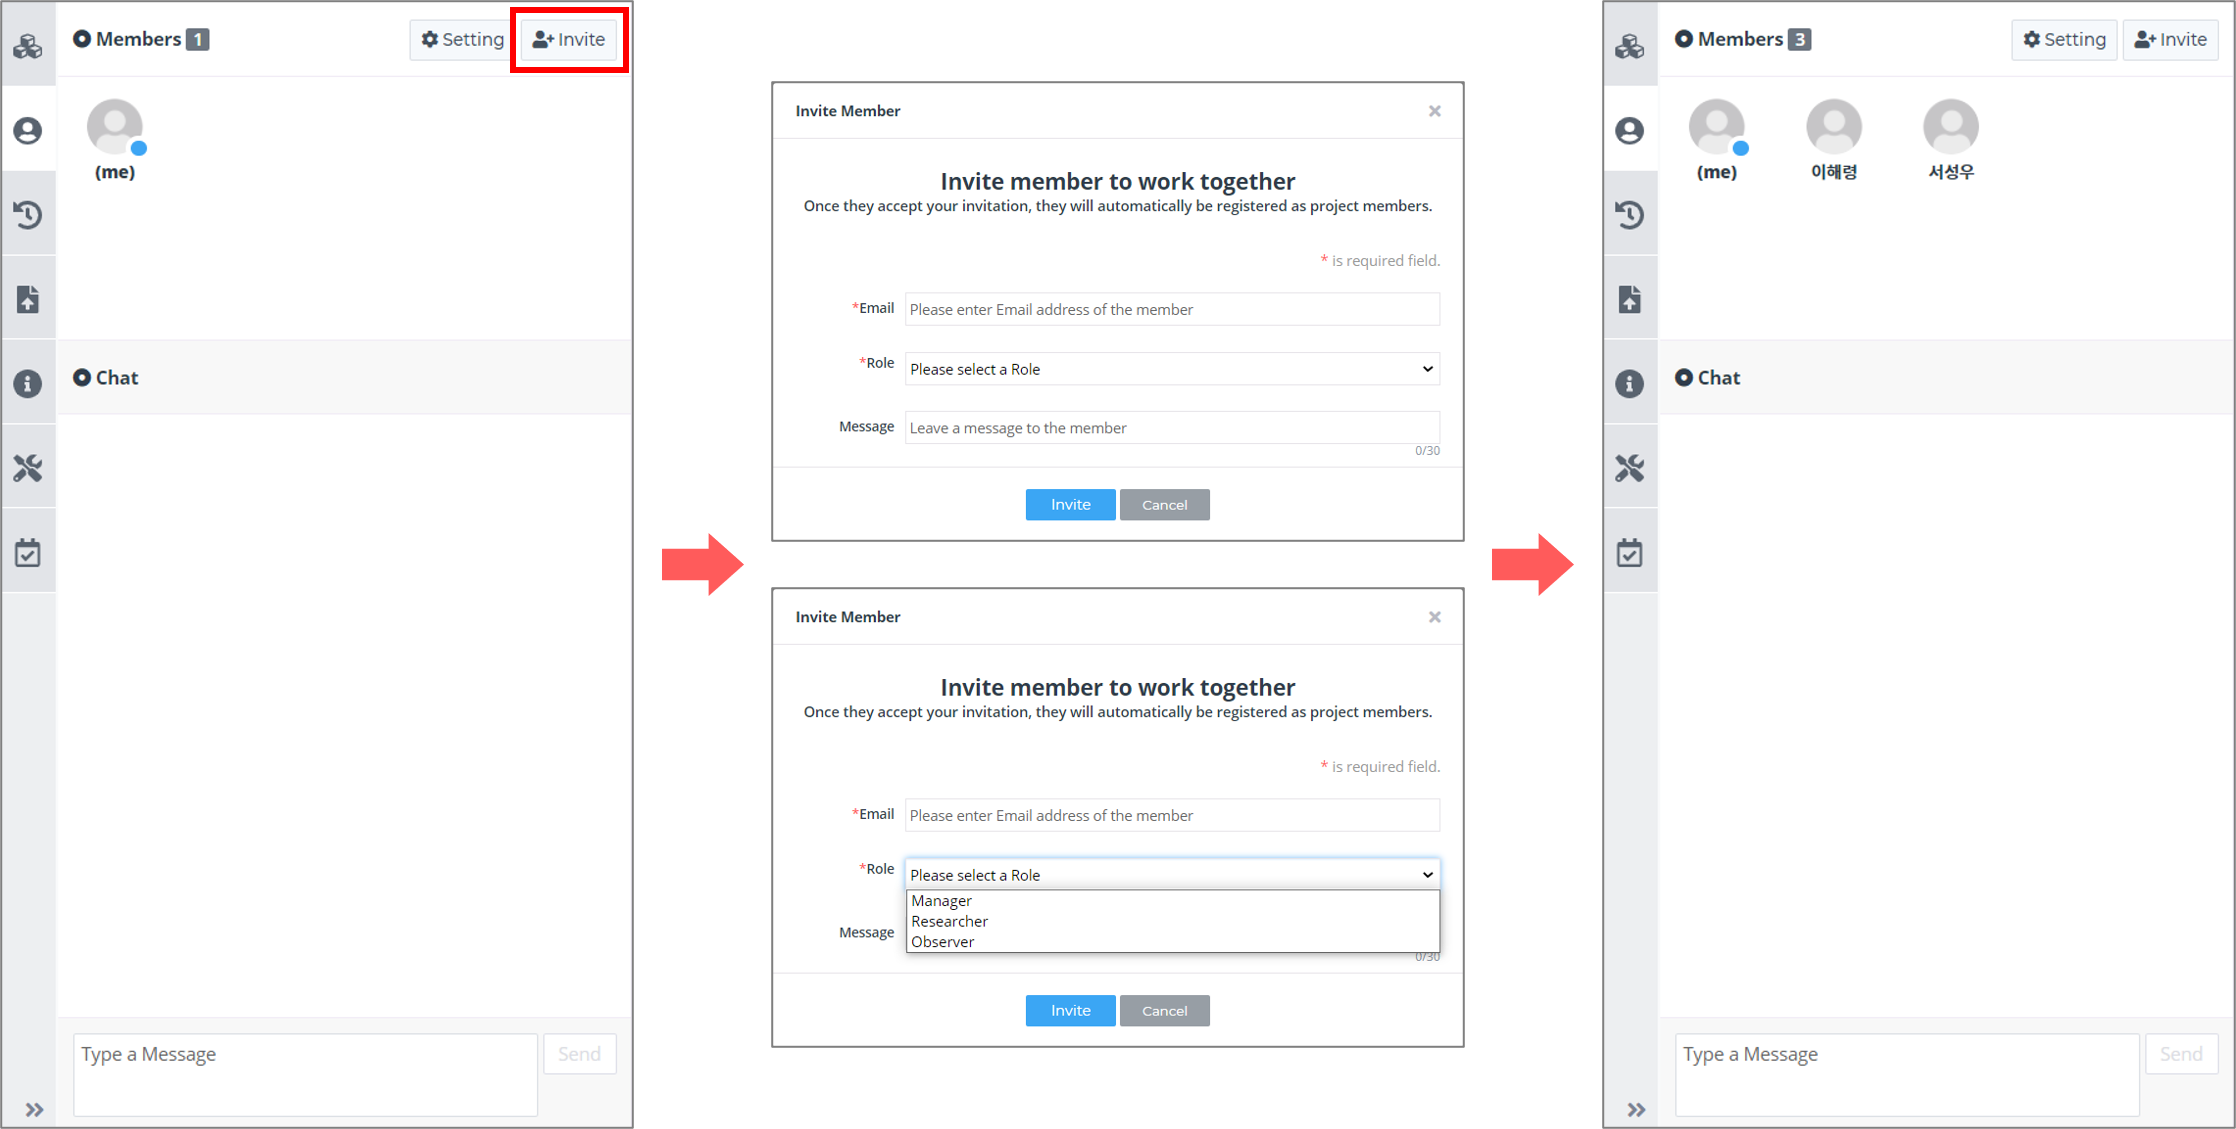 Members 1
Setting
Invite
(me)
Chat
Type a Message
Send
Invite Member
Invite member to work together
Once they accept your invitation, they will automatically be registered as project members.
* is required field.
*Email
Please enter Email address of the member
*Role
Please select a Role
Message
Leave a message to the member
0/30
Invite
Cancel
Invite Member
Invite member to work together
Once they accept your invitation, they will automatically be registered as project members.
* is required field.
*Email
Please enter Email address of the member
*Role
Please select a Role
Manager
Researcher
Observer
Message
0/30
Invite
Cancel
Members 3
Setting
Invite
(me)
이해령
서성우
Chat
Type a Message
Send